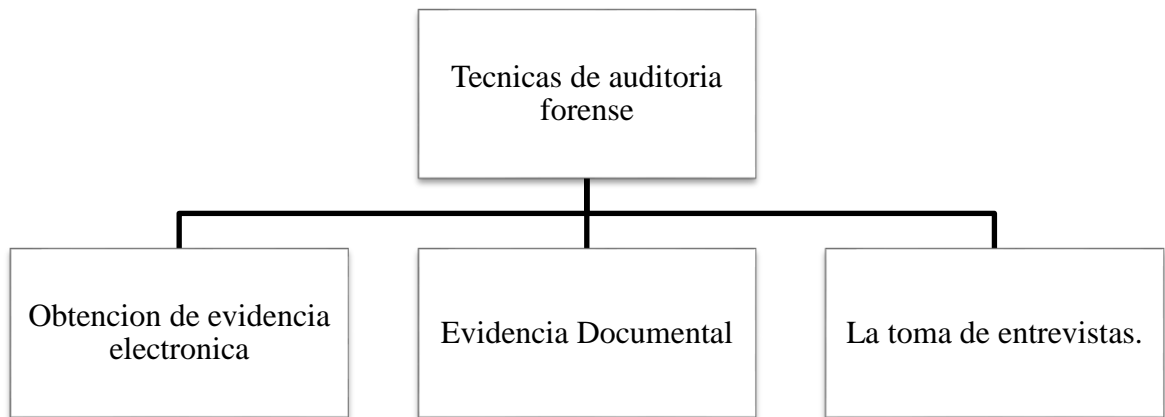 Tecnicas de auditoria
forense
Obtencion de evidencia
electronica
Evidencia Documental
La toma de entrevistas.